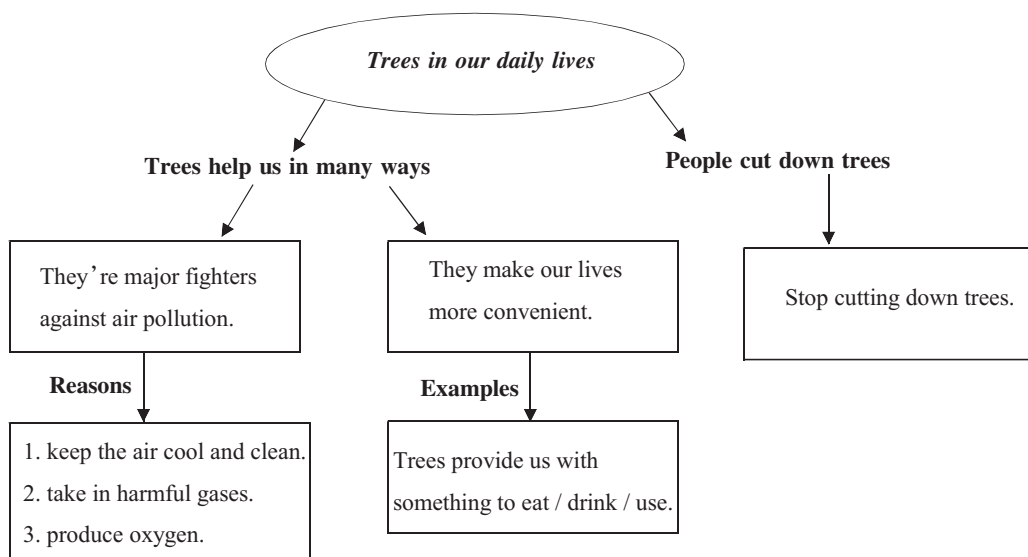 Trees in our daily lives
Trees help us in many ways
People cut down trees
They're major fighters
against air pollution.
They make our lives
more convenient.
Stop cutting down trees.
Reasons
Examples
1. keep the air cool and clean.
2. take in harmful gases.
3. produce oxygen.
Trees provide us with
something to eat / drink / use.